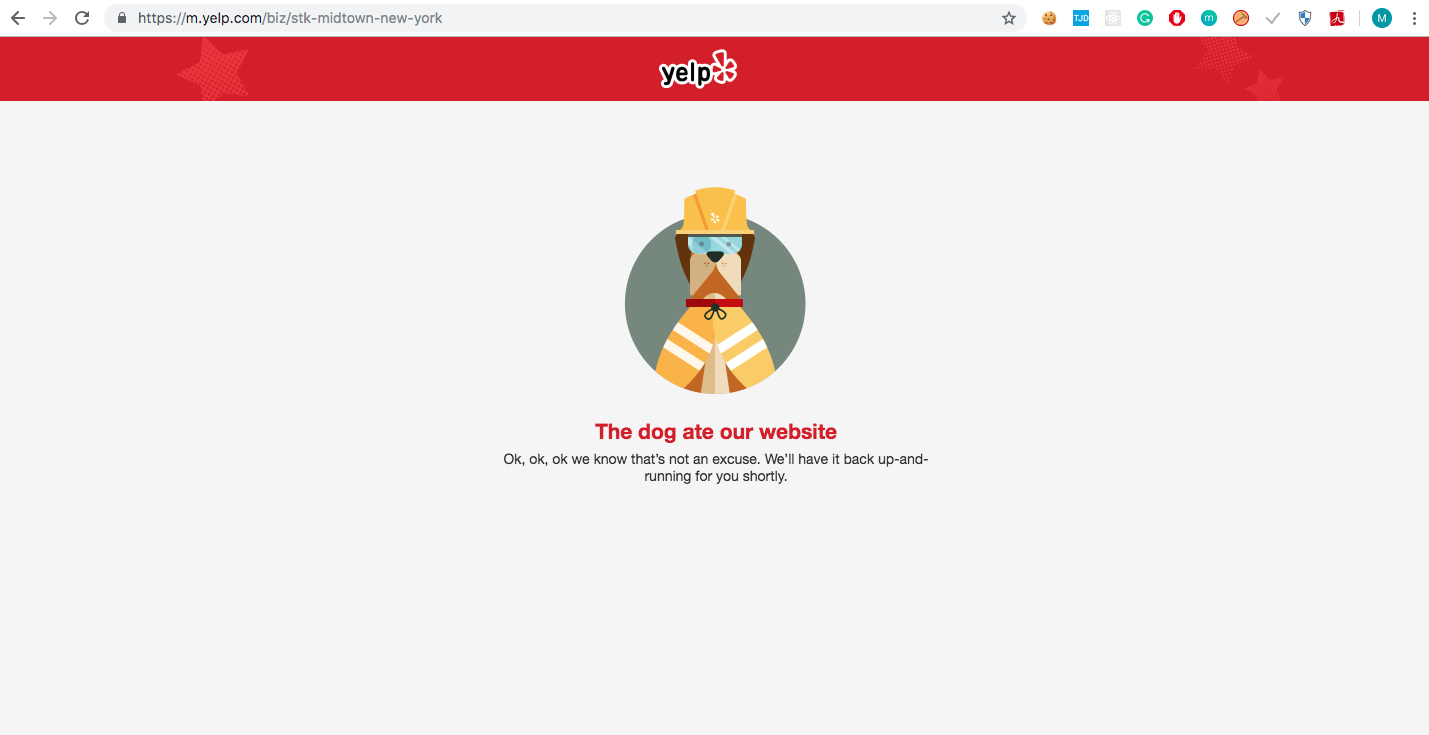 https://m.yelp.com/biz/stk-midtown-new-york
TJD
G
m
M
yelp
The dog ate our website
Ok, ok, ok we know that’s not an excuse. We’ll have it back up-and-
running for you shortly.